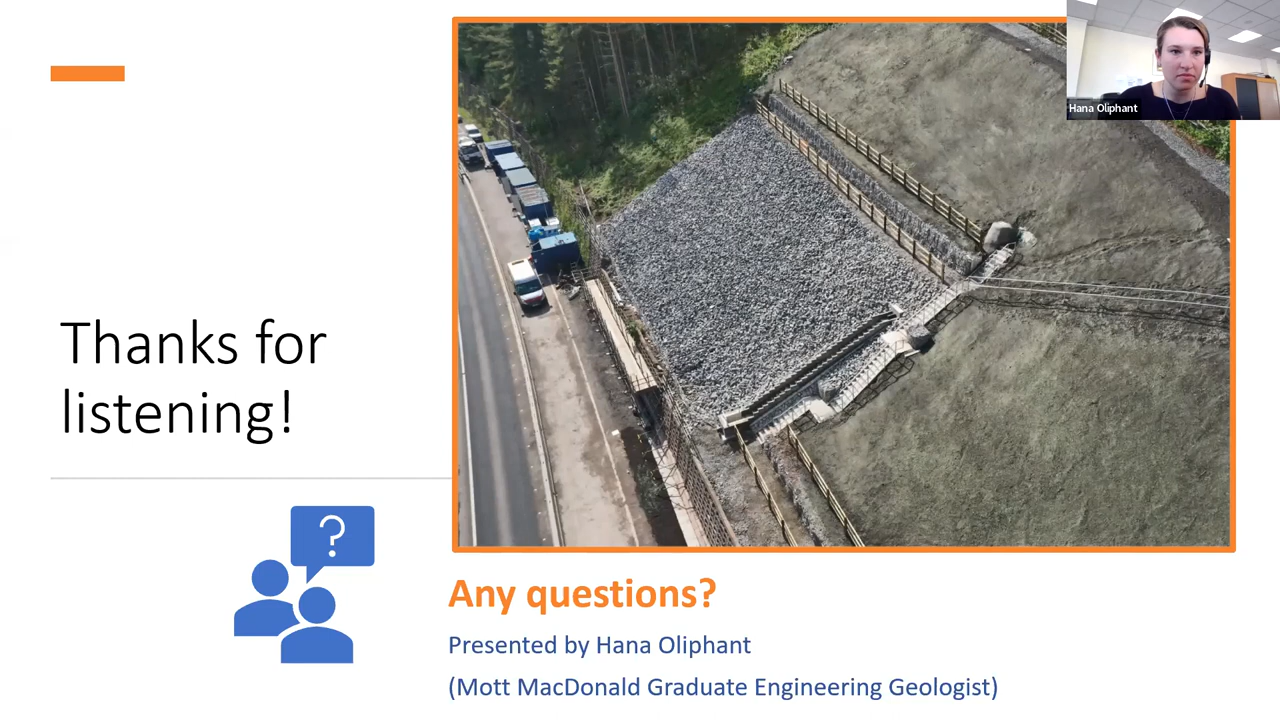 Hana Oliphant
Thanks for
listening!
?
Any questions?
Presented by Hana Oliphant
(Mott MacDonald Graduate Engineering Geologist)